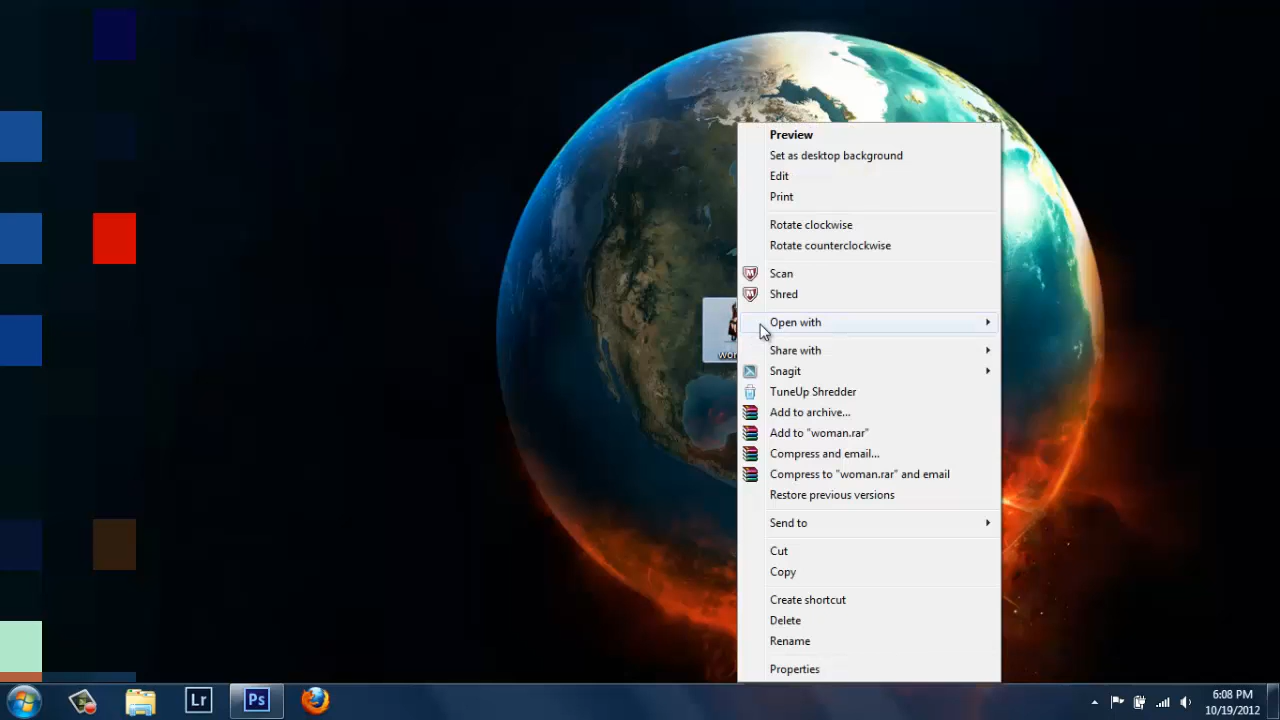 Preview
Set as desktop background
Edit
Print
Rotate clockwise
Rotate counterclockwise
Scan
Shred
Open with
Share with
Snagit
TuneUp Shredder
Add to archive...
Add to "woman.rar"
Compress and email...
Compress to "woman.rar" and email
Restore previous versions
Send to
Cut
Copy
Create shortcut
Delete
Rename
Properties
Lr
Ps
6:08 PM
10/19/2012